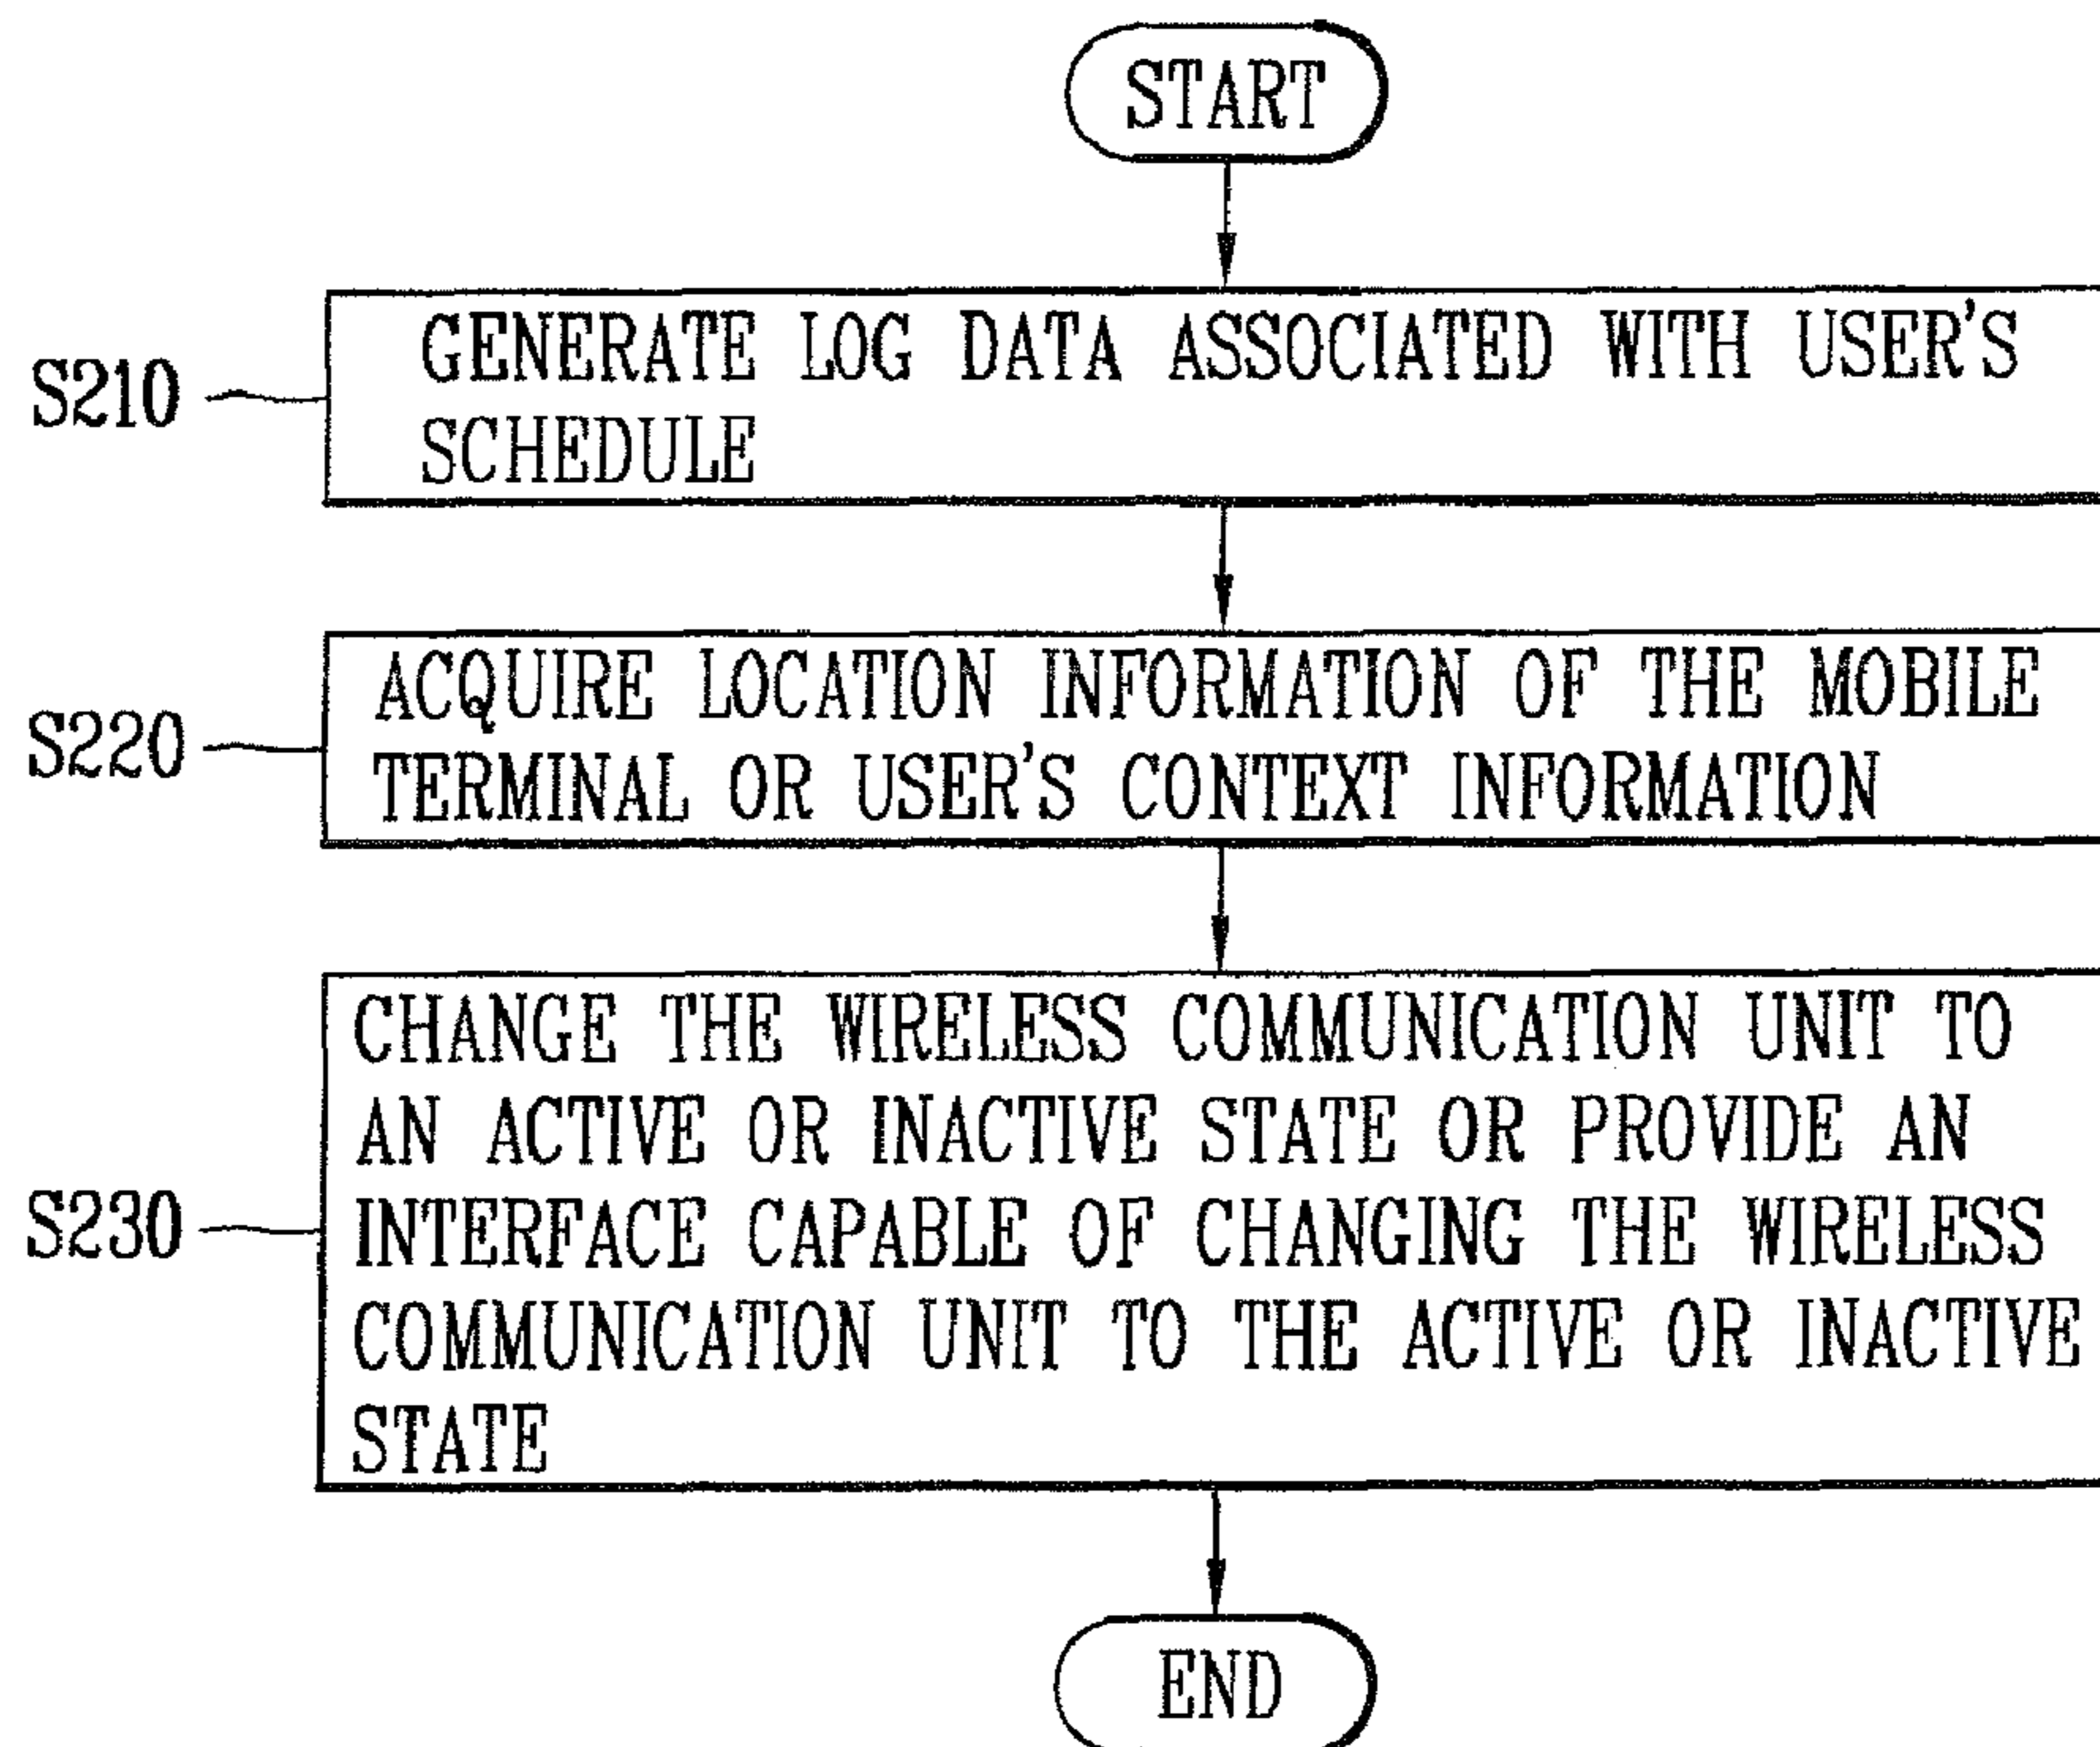 START
S210
GENERATE LOG DATA ASSOCIATED WITH USER'S
SCHEDULE
S220
ACQUIRE LOCATION INFORMATION OF THE MOBILE
TERMINAL OR USER'S CONTEXT INFORMATION
S230
CHANGE THE WIRELESS COMMUNICATION UNIT TO
AN ACTIVE OR INACTIVE STATE OR PROVIDE AN
INTERFACE CAPABLE OF CHANGING THE WIRELESS
COMMUNICATION UNIT TO THE ACTIVE OR INACTIVE
STATE
END